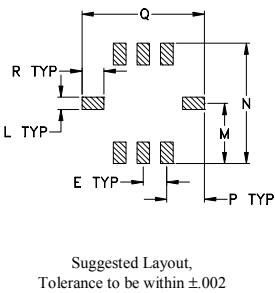 Q
R TYP
N
L TYP
M
E TYP
P TYP
Suggested Layout,
Tolerance to be within ±.002